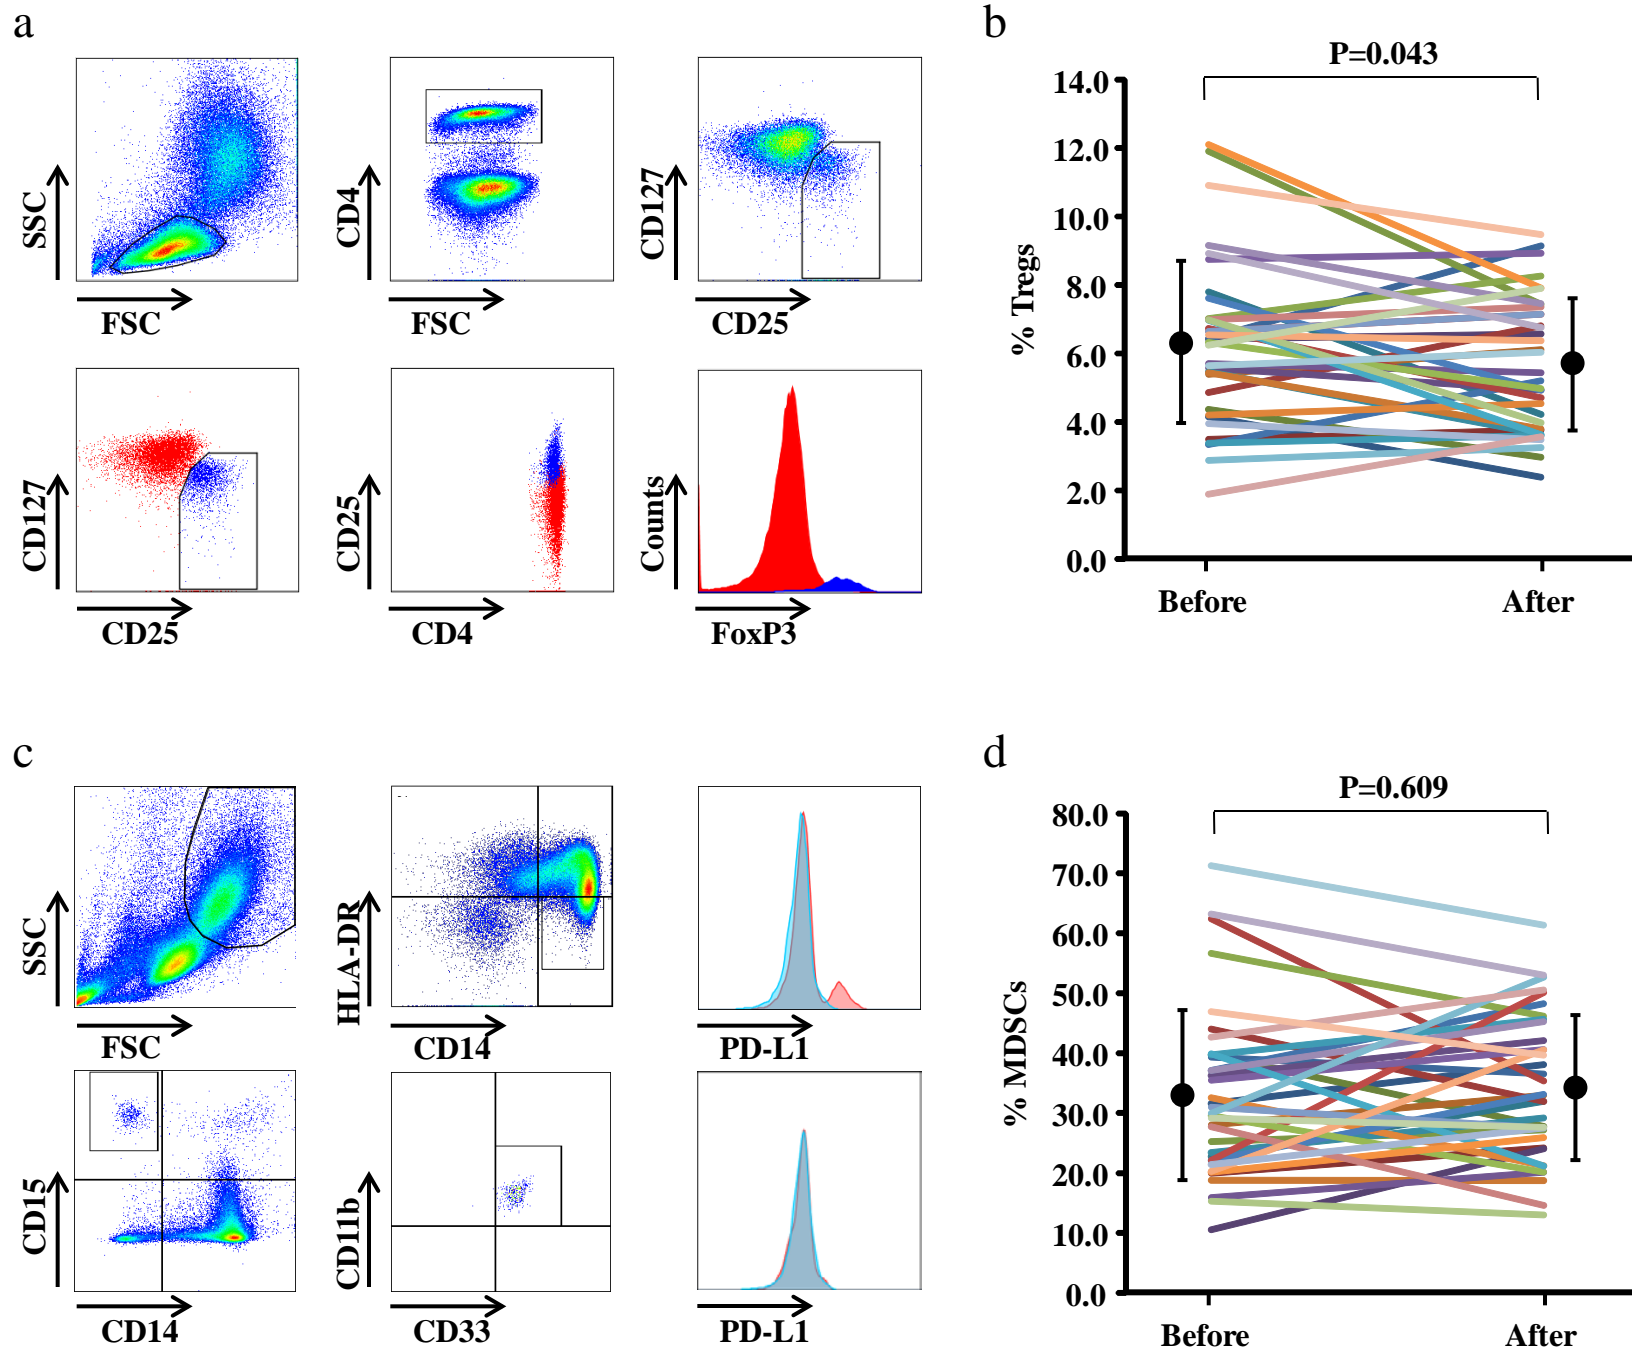 a
SSC
FSC
CD4
FSC
CD127
CD25
CD127
CD25
CD25
CD4
Counts
FoxP3
b
P=0.043
% Tregs
14.0
12.0
10.0
8.0
6.0
4.0
2.0
0.0
Before After
c
SSC
FSC
HLA-DR
CD14
PD-L1
CD15
CD14
CD11b
CD33
PD-L1
d
P=0.609
% MDSCs
80.0
70.0
60.0
50.0
40.0
30.0
20.0
10.0
0.0
Before After